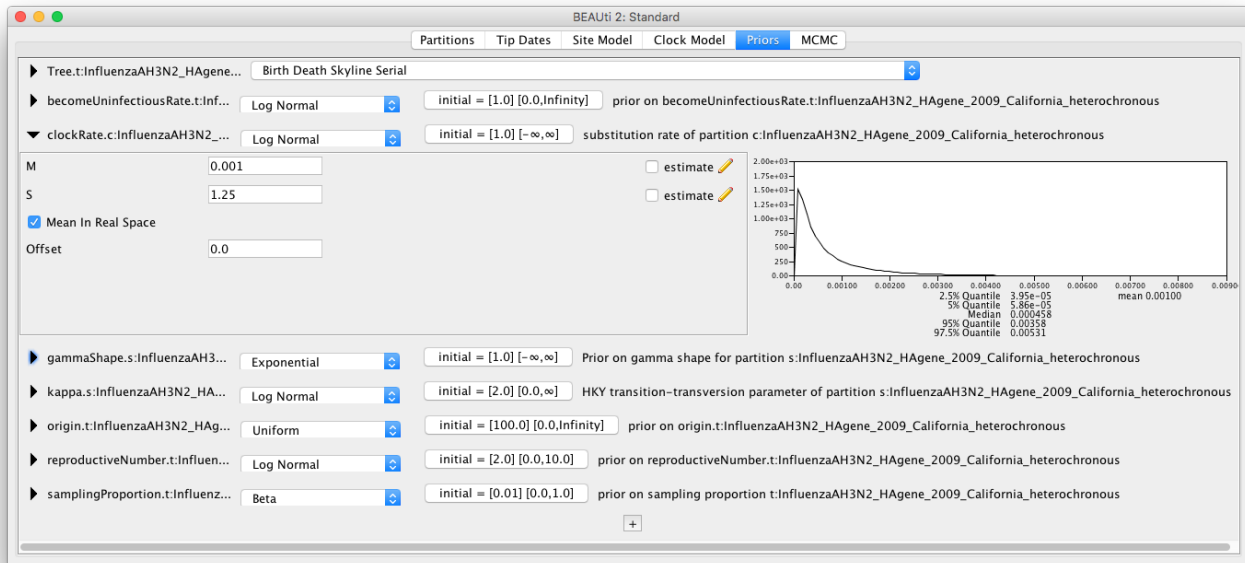 BEAUti 2: Standard
Partitions Tip Dates Site Model Clock Model Priors MCMC
Tree.t:InfluenzaAH3N2_HAgene... Birth Death Skyline Serial
becomeUninfectiousRate.t:Inf... Log Normal initial = [1.0] [0.0,Infinity] prior on becomeUninfectiousRate.t:InfluenzaAH3N2_HAgene_2009_California_heterochronous
clockRate.c:InfluenzaAH3N2_... Log Normal initial = [1.0] [-∞,∞] substitution rate of partition c:InfluenzaAH3N2_HAgene_2009_California_heterochronous
M 0.001 estimate
S 1.25 estimate
Mean In Real Space
Offset 0.0
2.00e+03
1.75e+03
1.50e+03
1.25e+03
1.00e+03
750
500
250
0.00
0.00 0.00100 0.00200 0.00300 0.00400 0.00500 0.00600 0.00700 0.00800 0.0090
2.5% Quantile 3.95e-05 mean 0.00100
5% Quantile 5.86e-05
Median 0.000458
95% Quantile 0.00358
97.5% Quantile 0.00531
gammaShape.s:InfluenzaAH3... Exponential initial = [1.0] [-∞,∞] Prior on gamma shape for partition s:InfluenzaAH3N2_HAgene_2009_California_heterochronous
kappa.s:InfluenzaAH3N2_HA... Log Normal initial = [2.0] [0.0,∞] HKY transition-transversion parameter of partition s:InfluenzaAH3N2_HAgene_2009_California_heterochronous
origin.t:InfluenzaAH3N2_HAg... Uniform initial = [100.0] [0.0,Infinity] prior on origin.t:InfluenzaAH3N2_HAgene_2009_California_heterochronous
reproductiveNumber.t:Influen... Log Normal initial = [2.0] [0.0,10.0] prior on reproductiveNumber.t:InfluenzaAH3N2_HAgene_2009_California_heterochronous
samplingProportion.t:Influenz... Beta initial = [0.01] [0.0,1.0] prior on sampling proportion t:InfluenzaAH3N2_HAgene_2009_California_heterochronous
+